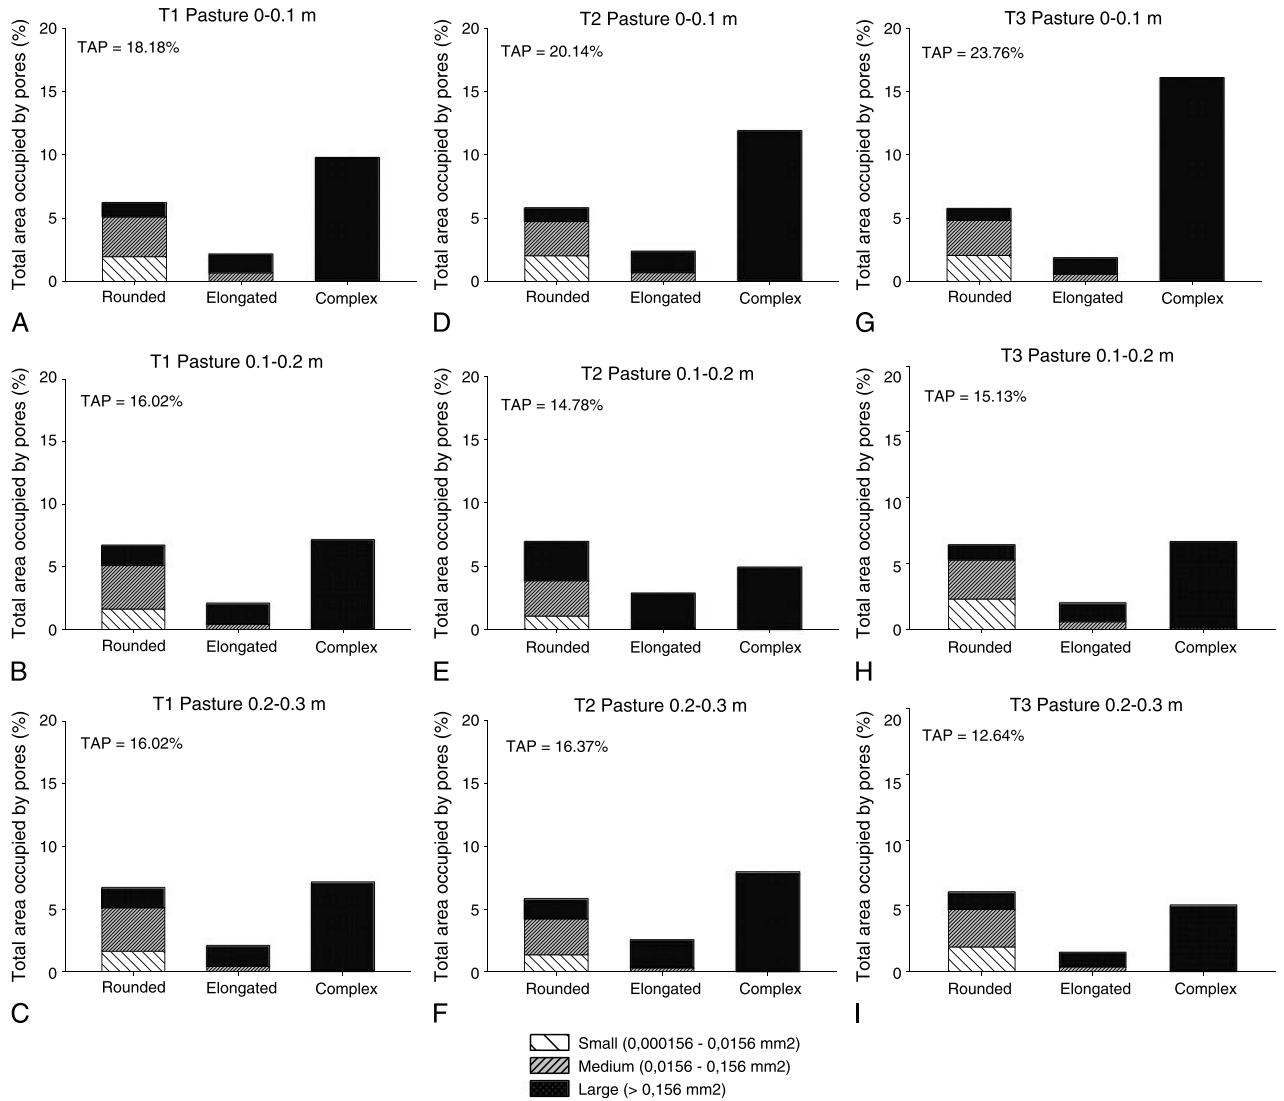 T1 Pasture 0-0.1 m
TAP = 18.18%
Total area occupied by pores (%)
20
15
10
5
0
Rounded Elongated Complex
A
T2 Pasture 0-0.1 m
TAP = 20.14%
Total area occupied by pores (%)
20
15
10
5
0
Rounded Elongated Complex
D
T3 Pasture 0-0.1 m
TAP = 23.76%
Total area occupied by pores (%)
20
15
10
5
0
Rounded Elongated Complex
G
T1 Pasture 0.1-0.2 m
TAP = 16.02%
Total area occupied by pores (%)
20
15
10
5
0
Rounded Elongated Complex
B
T2 Pasture 0.1-0.2 m
TAP = 14.78%
Total area occupied by pores (%)
20
15
10
5
0
Rounded Elongated Complex
E
T3 Pasture 0.1-0.2 m
TAP = 15.13%
Total area occupied by pores (%)
20
15
10
5
0
Rounded Elongated Complex
H
T1 Pasture 0.2-0.3 m
TAP = 16.02%
Total area occupied by pores (%)
20
15
10
5
0
Rounded Elongated Complex
C
T2 Pasture 0.2-0.3 m
TAP = 16.37%
Total area occupied by pores (%)
20
15
10
5
0
Rounded Elongated Complex
F
T3 Pasture 0.2-0.3 m
TAP = 12.64%
Total area occupied by pores (%)
20
15
10
5
0
Rounded Elongated Complex
I
Small (0,000156 - 0,0156 mm2)
Medium (0,0156 - 0,156 mm2)
Large (> 0,156 mm2)